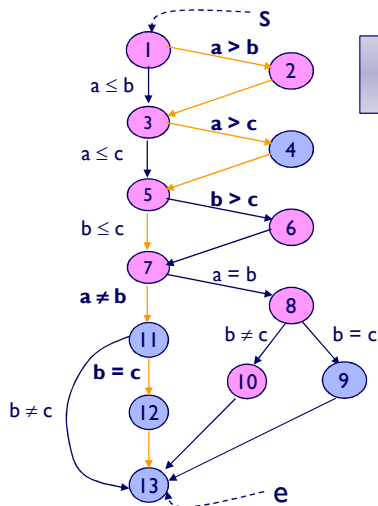 s
1
a > b
2
a ≤ b
3
a > c
4
a ≤ c
5
b > c
6
b ≤ c
7
a = b
a ≠ b
8
11
b ≠ c
b = c
b = c
10
9
b ≠ c
12
13
e